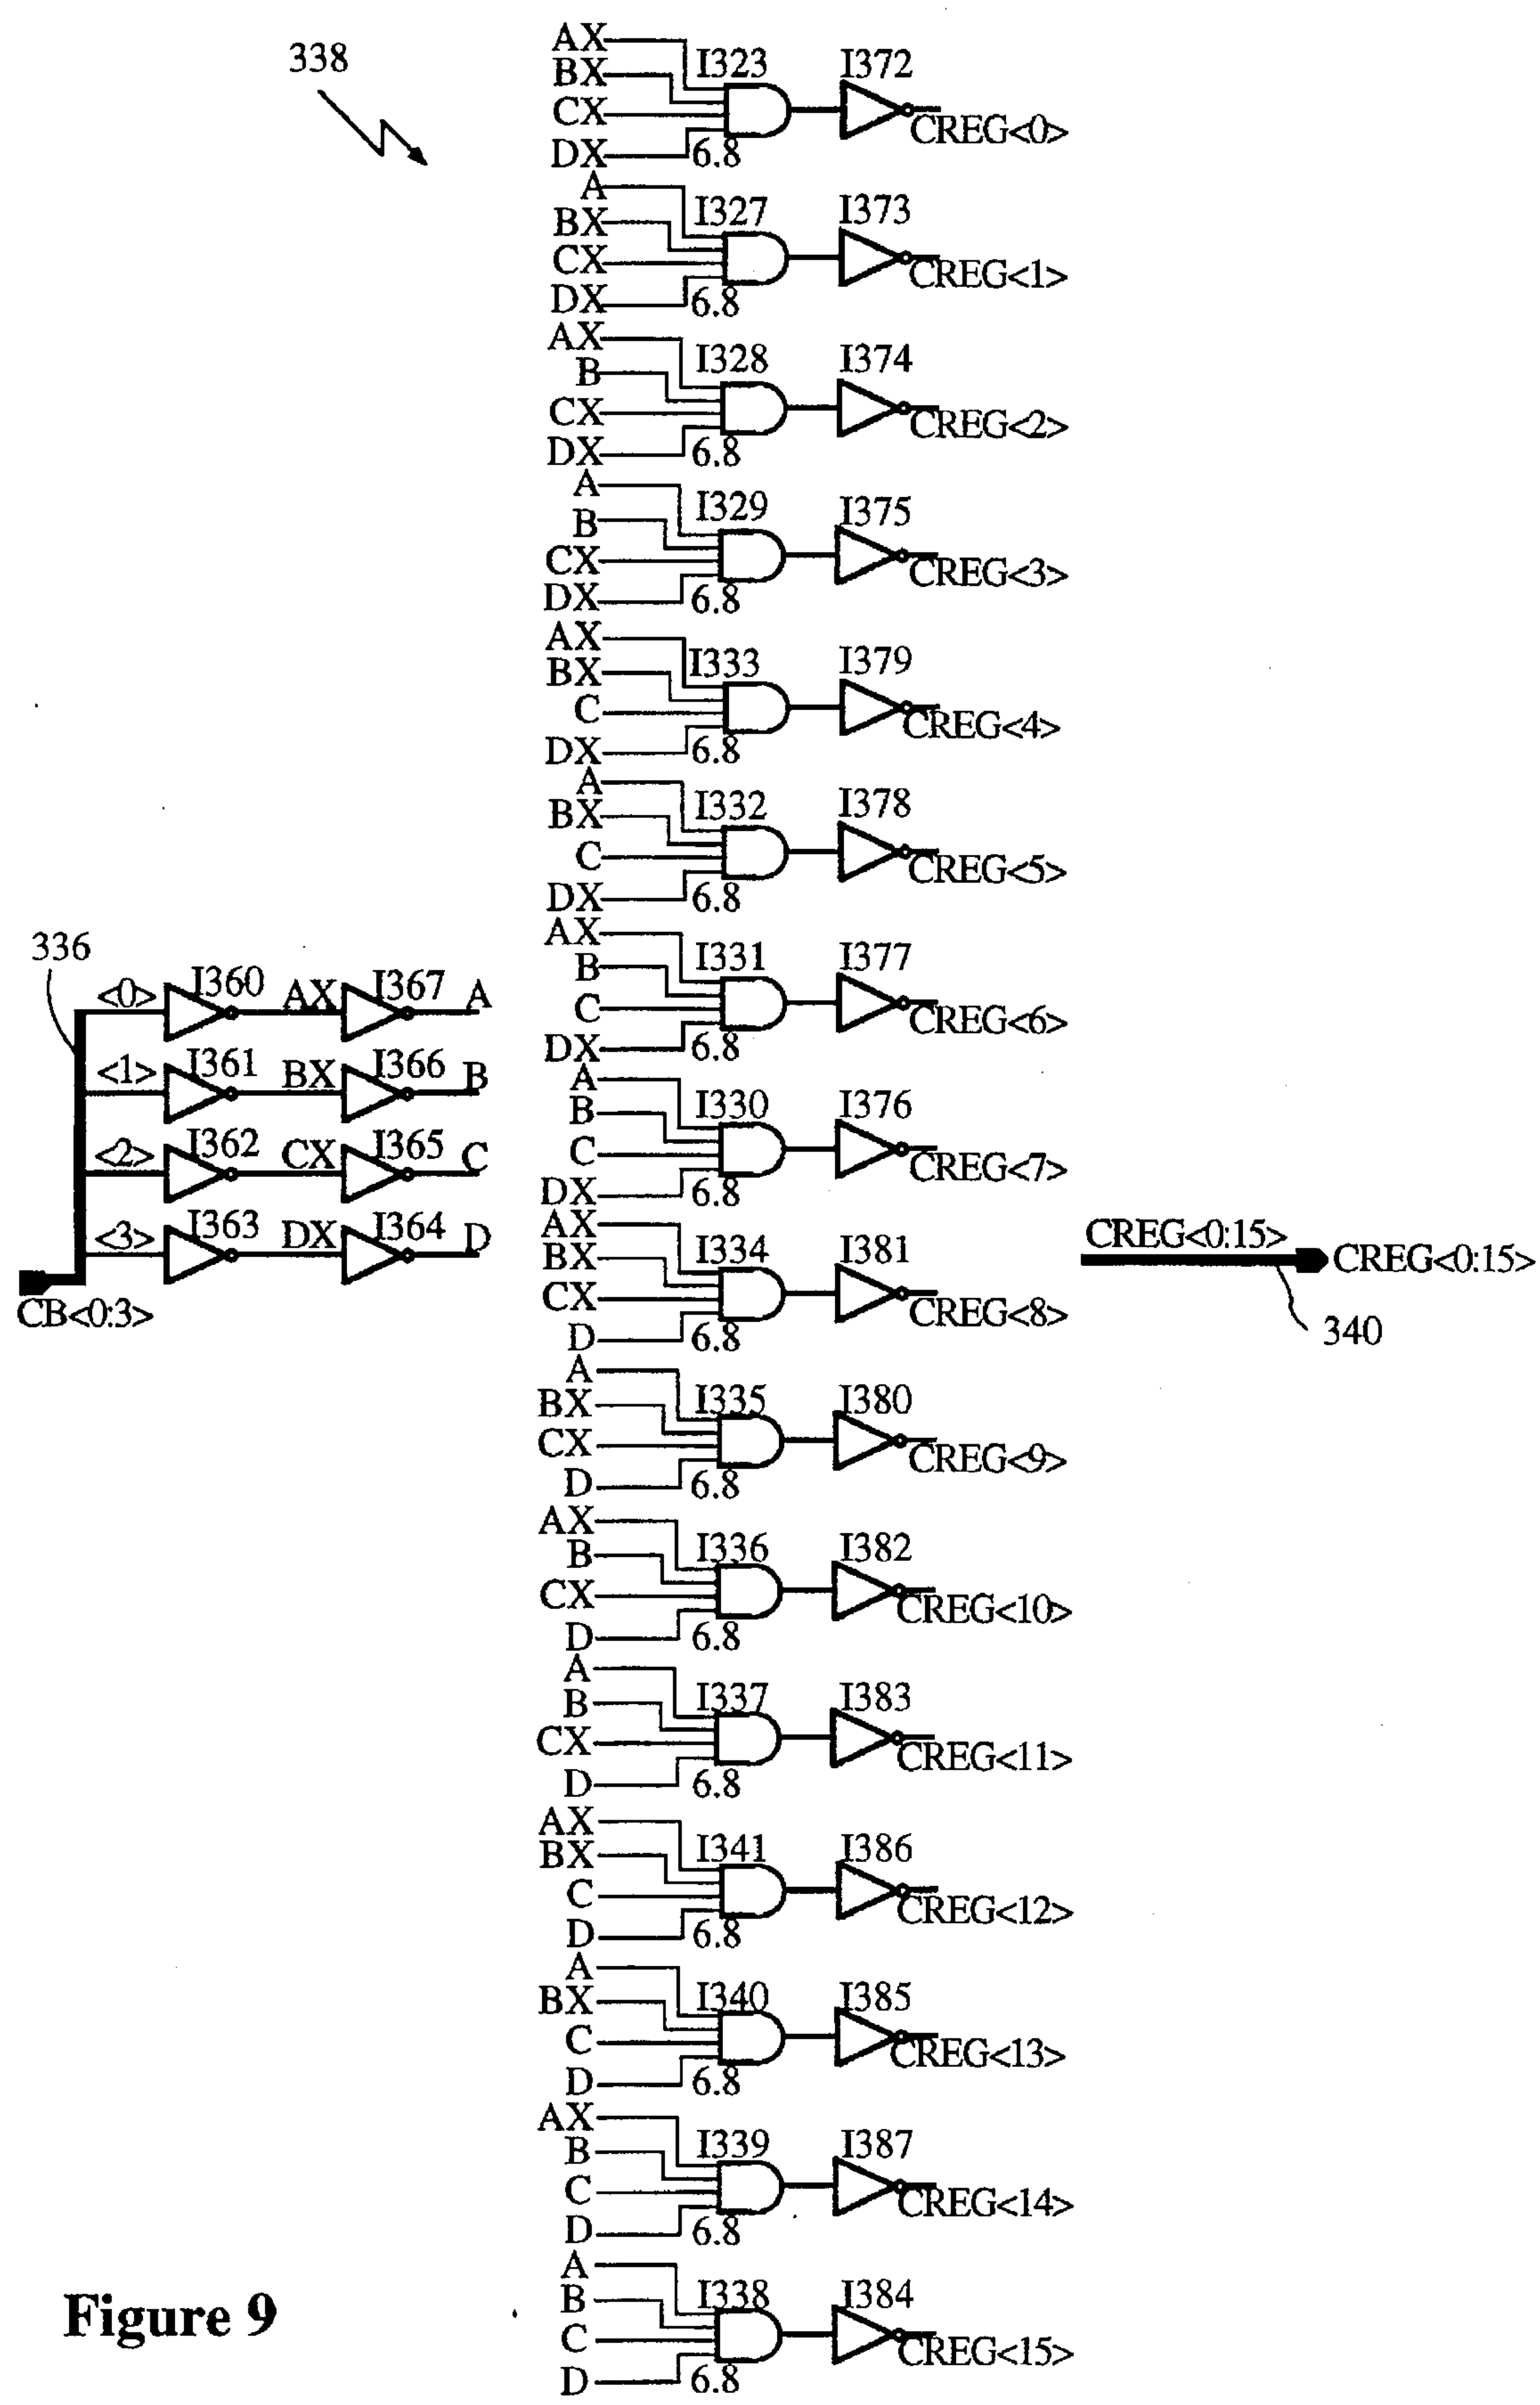 338
AX
BX
CX
DX
I323
6.8
I372
CREG<0>
A
BX
CX
DX
I327
6.8
I373
CREG<1>
AX
B
CX
DX
I328
6.8
I374
CREG<2>
A
B
CX
DX
I329
6.8
I375
CREG<3>
AX
BX
C
DX
I333
6.8
I379
CREG<4>
A
BX
C
DX
I332
6.8
I378
CREG<5>
AX
B
C
DX
I331
6.8
I377
CREG<6>
A
B
C
DX
I330
6.8
I376
CREG<7>
AX
BX
CX
D
I334
6.8
I381
CREG<8>
A
BX
CX
D
I335
6.8
I380
CREG<9>
AX
B
CX
D
I336
6.8
I382
CREG<10>
A
B
CX
D
I337
6.8
I383
CREG<11>
AX
BX
C
D
I341
6.8
I386
CREG<12>
A
BX
C
D
I340
6.8
I385
CREG<13>
AX
B
C
D
I339
6.8
I387
CREG<14>
A
B
C
D
I338
6.8
I384
CREG<15>
336
<0> I360 AX I367 A
<1> I361 BX I366 B
<2> I362 CX I365 C
<3> I363 DX I364 D
CB<0:3>
CREG<0:15> CREG<0:15>
340
Figure 9